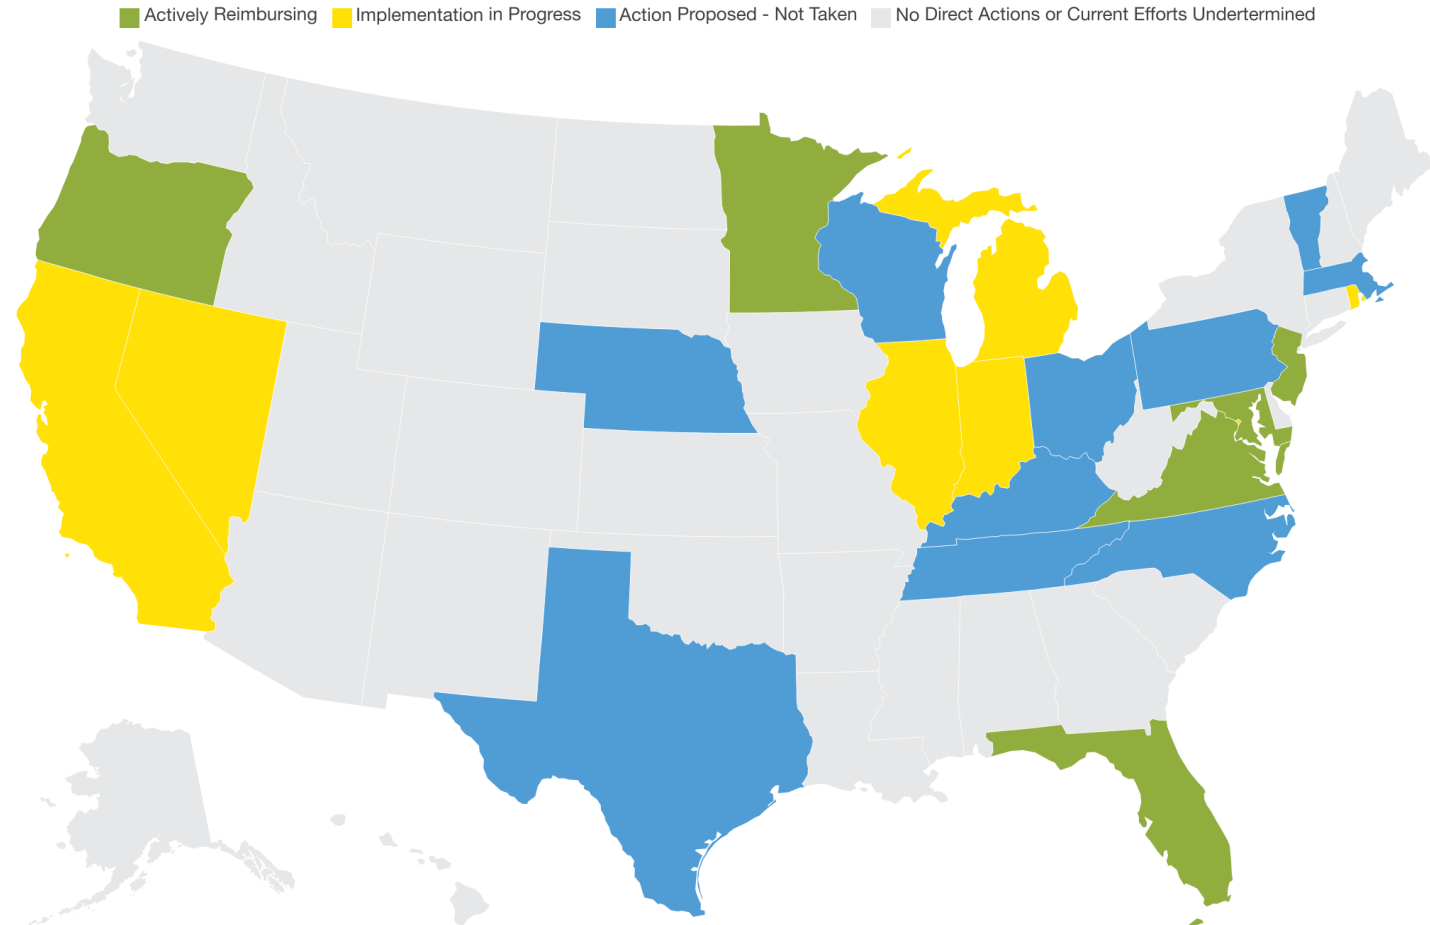 Actively Reimbursing Implementation in Progress Action Proposed - Not Taken No Direct Actions or Current Efforts Undertermined